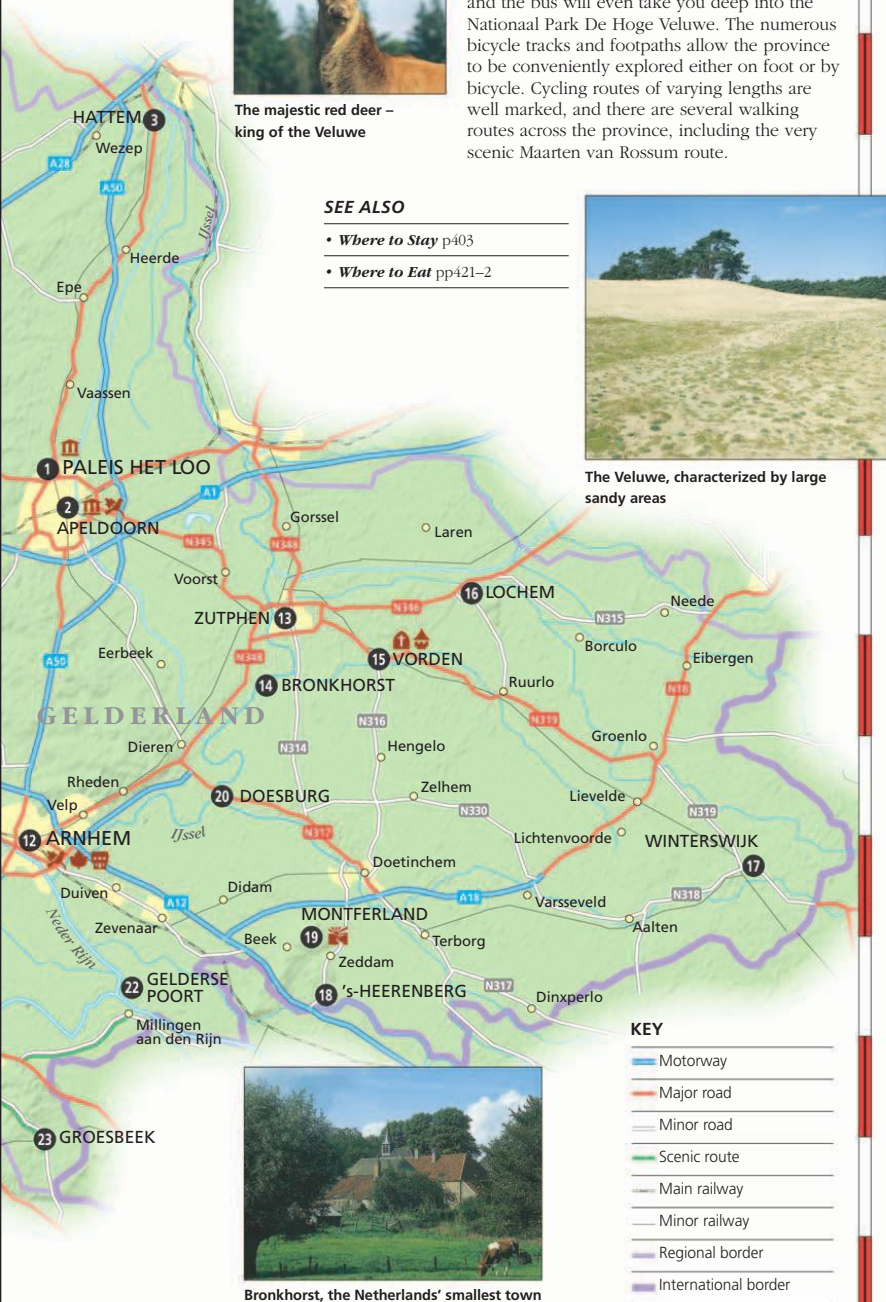 and the bus will even take you deep into the
Nationaal Park De Hoge Veluwe. The numerous
bicycle tracks and footpaths allow the province
to be conveniently explored either on foot or by
bicycle. Cycling routes of varying lengths are
well marked, and there are several walking
routes across the province, including the very
scenic Maarten van Rossum route.
The majestic red deer –
king of the Veluwe
SEE ALSO
• Where to Stay p403
• Where to Eat pp421–2
The Veluwe, characterized by large
sandy areas
HATTEM 3
Wezep
A28
A50
IJssel
Heerde
Epe
Vaassen
1 PALEIS HET LOO
2
APELDOORN
A1
Gorssel
Laren
N345
N348
Voorst
ZUTPHEN 13
N346
16 LOCHEM
N315
Neede
Borculo
Eibergen
A50
Eerbeek
N348
15 VORDEN
14 BRONKHORST
Ruurlo
N18
GELDERLAND
N316
N319
Dieren
N314
Hengelo
Groenlo
Rheden
Velp
20 DOESBURG
Zelhem
N330
Lievelde
N319
12 ARNHEM
IJssel
N317
Lichtenvoorde
WINTERSWIJK
17
Doetinchem
Duiven
Didam
A12
A18
N318
Varsseveld
Zevenaar
MONTFERLAND
Aalten
Neder Rijn
Beek
19
Terborg
Zeddam
22 GELDERSE
POORT
18 's-HEERENBERG
N317
Dinxperlo
Millingen
aan den Rijn
23 GROESBEEK
KEY
Motorway
Major road
Minor road
Scenic route
Main railway
Minor railway
Regional border
International border
Bronkhorst, the Netherlands' smallest town